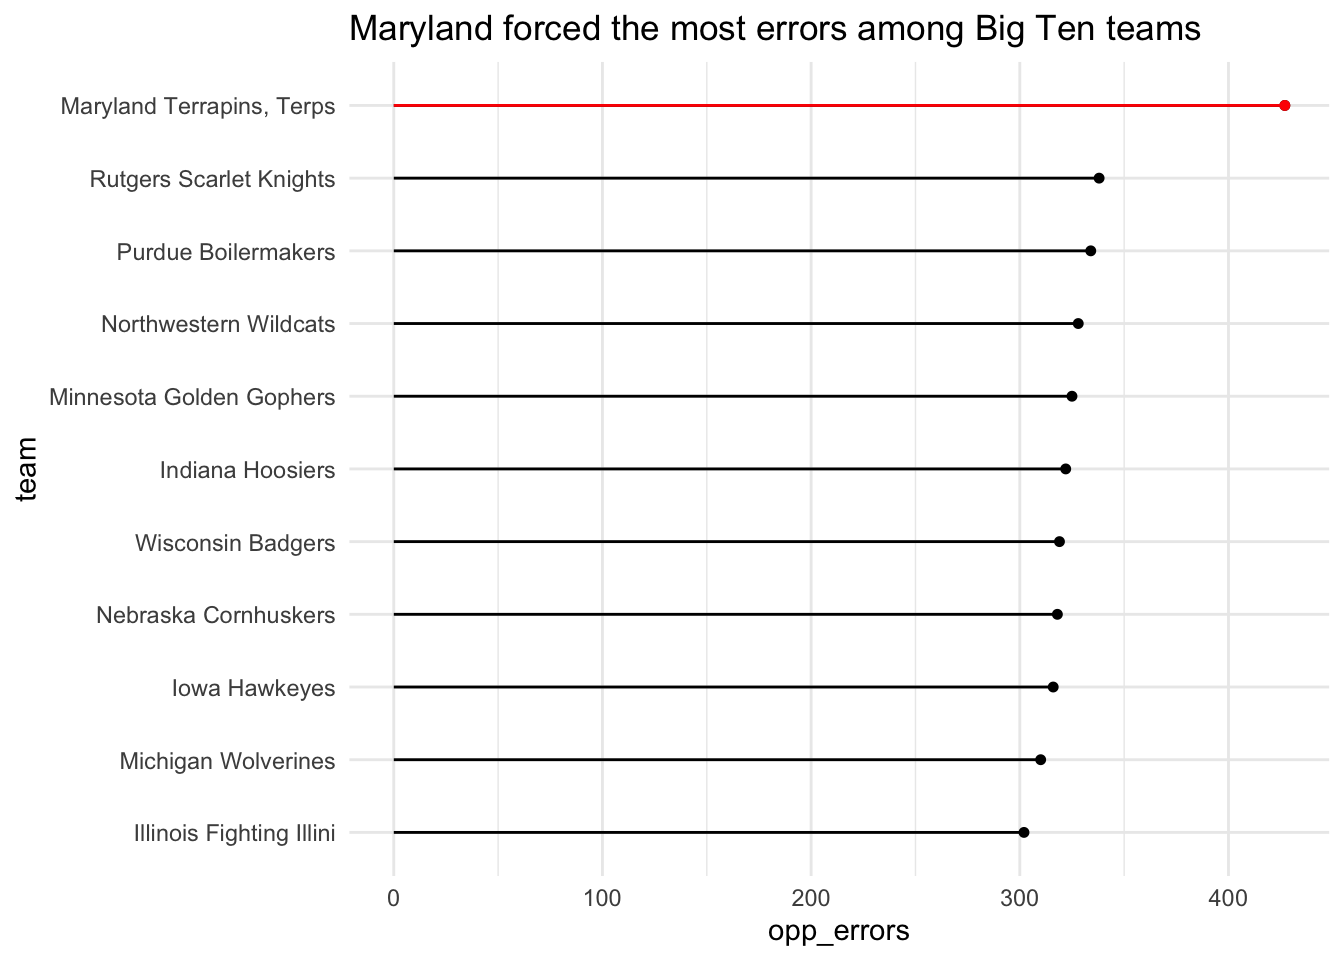 Maryland forced the most errors among Big Ten teams
Maryland Terrapins, Terps
Rutgers Scarlet Knights
Purdue Boilermakers
Northwestern Wildcats
Minnesota Golden Gophers
Indiana Hoosiers
Wisconsin Badgers
Nebraska Cornhuskers
Iowa Hawkeyes
Michigan Wolverines
Illinois Fighting Illini
team
0 100 200 300 400
opp_errors